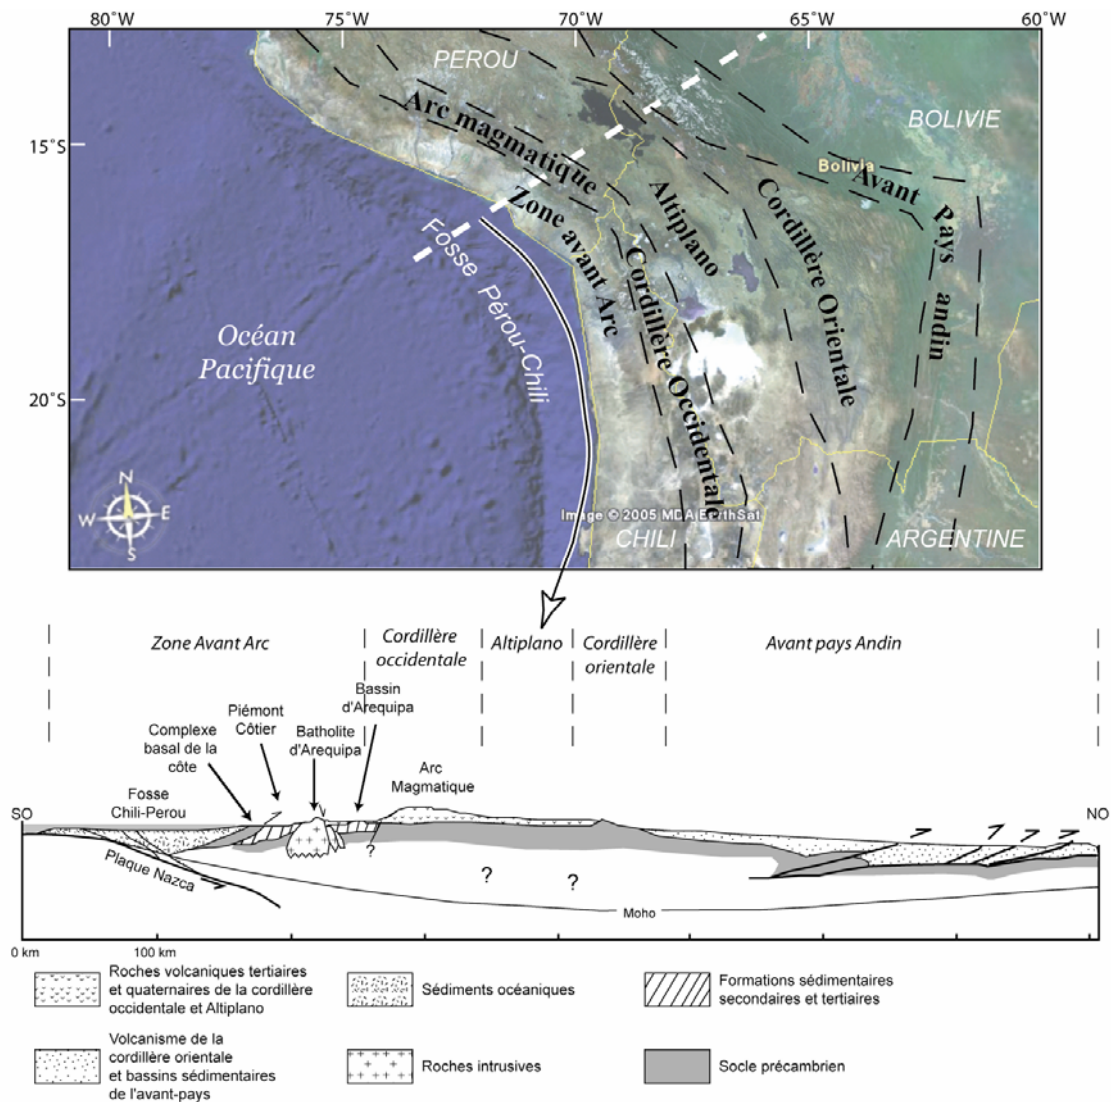 80°W
75°W
70°W
65°W
60°W
15°S
20°S
PEROU
BOLIVIE
Bolivia
Arc magmatique
Zone avant Arc
Altiplano
Cordillère Orientale
Cordillère Occidentale
Avant
Pays
andin
Fosse Pérou-Chili
Océan
Pacifique
N
W
E
S
Image © 2005 MDA EarthSat
CHILI
ARGENTINE
Zone Avant Arc
Cordillère
occidentale
Altiplano
Cordillère
orientale
Avant pays Andin
Bassin
d'Arequipa
Piémont
Côtier
Batholite
d'Arequipa
Complexe
basal de la
côte
Arc
Magmatique
Fosse
Chili-Perou
SO
NO
Plaque Nazca
?
?
?
Moho
0 km
100 km
Roches volcaniques tertiaires
et quaternaires de la cordillère
occidentale et Altiplano
Sédiments océaniques
Formations sédimentaires
secondaires et tertiaires
Volcanisme de la
cordillère orientale
et bassins sédimentaires
de l'avant-pays
Roches intrusives
Socle précambrien